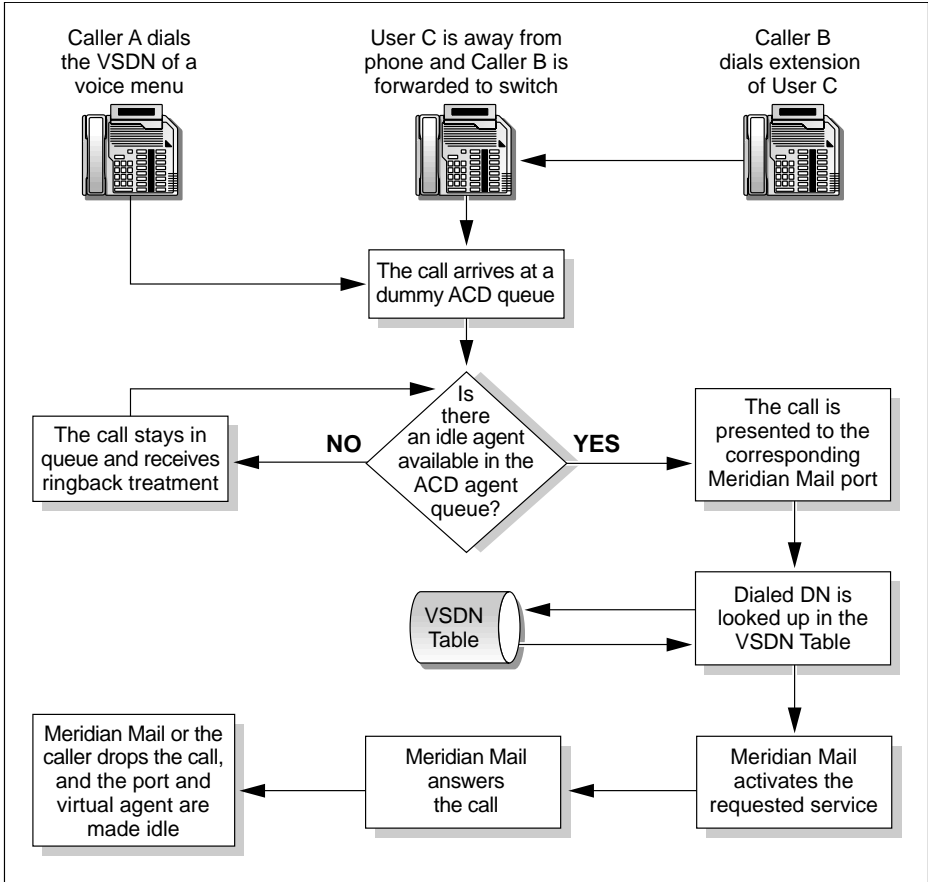 Caller A dials
the VSDN of a
voice menu
User C is away from
phone and Caller B is
forwarded to switch
Caller B
dials extension
of User C
The call arrives at a
dummy ACD queue
Is
there
an idle agent
available in the
ACD agent
queue?
NO
YES
The call stays in
queue and receives
ringback treatment
The call is
presented to the
corresponding
Meridian Mail port
VSDN
Table
Dialed DN is
looked up in the
VSDN Table
Meridian Mail or the
caller drops the call,
and the port and
virtual agent are
made idle
Meridian Mail
answers
the call
Meridian Mail
activates the
requested service